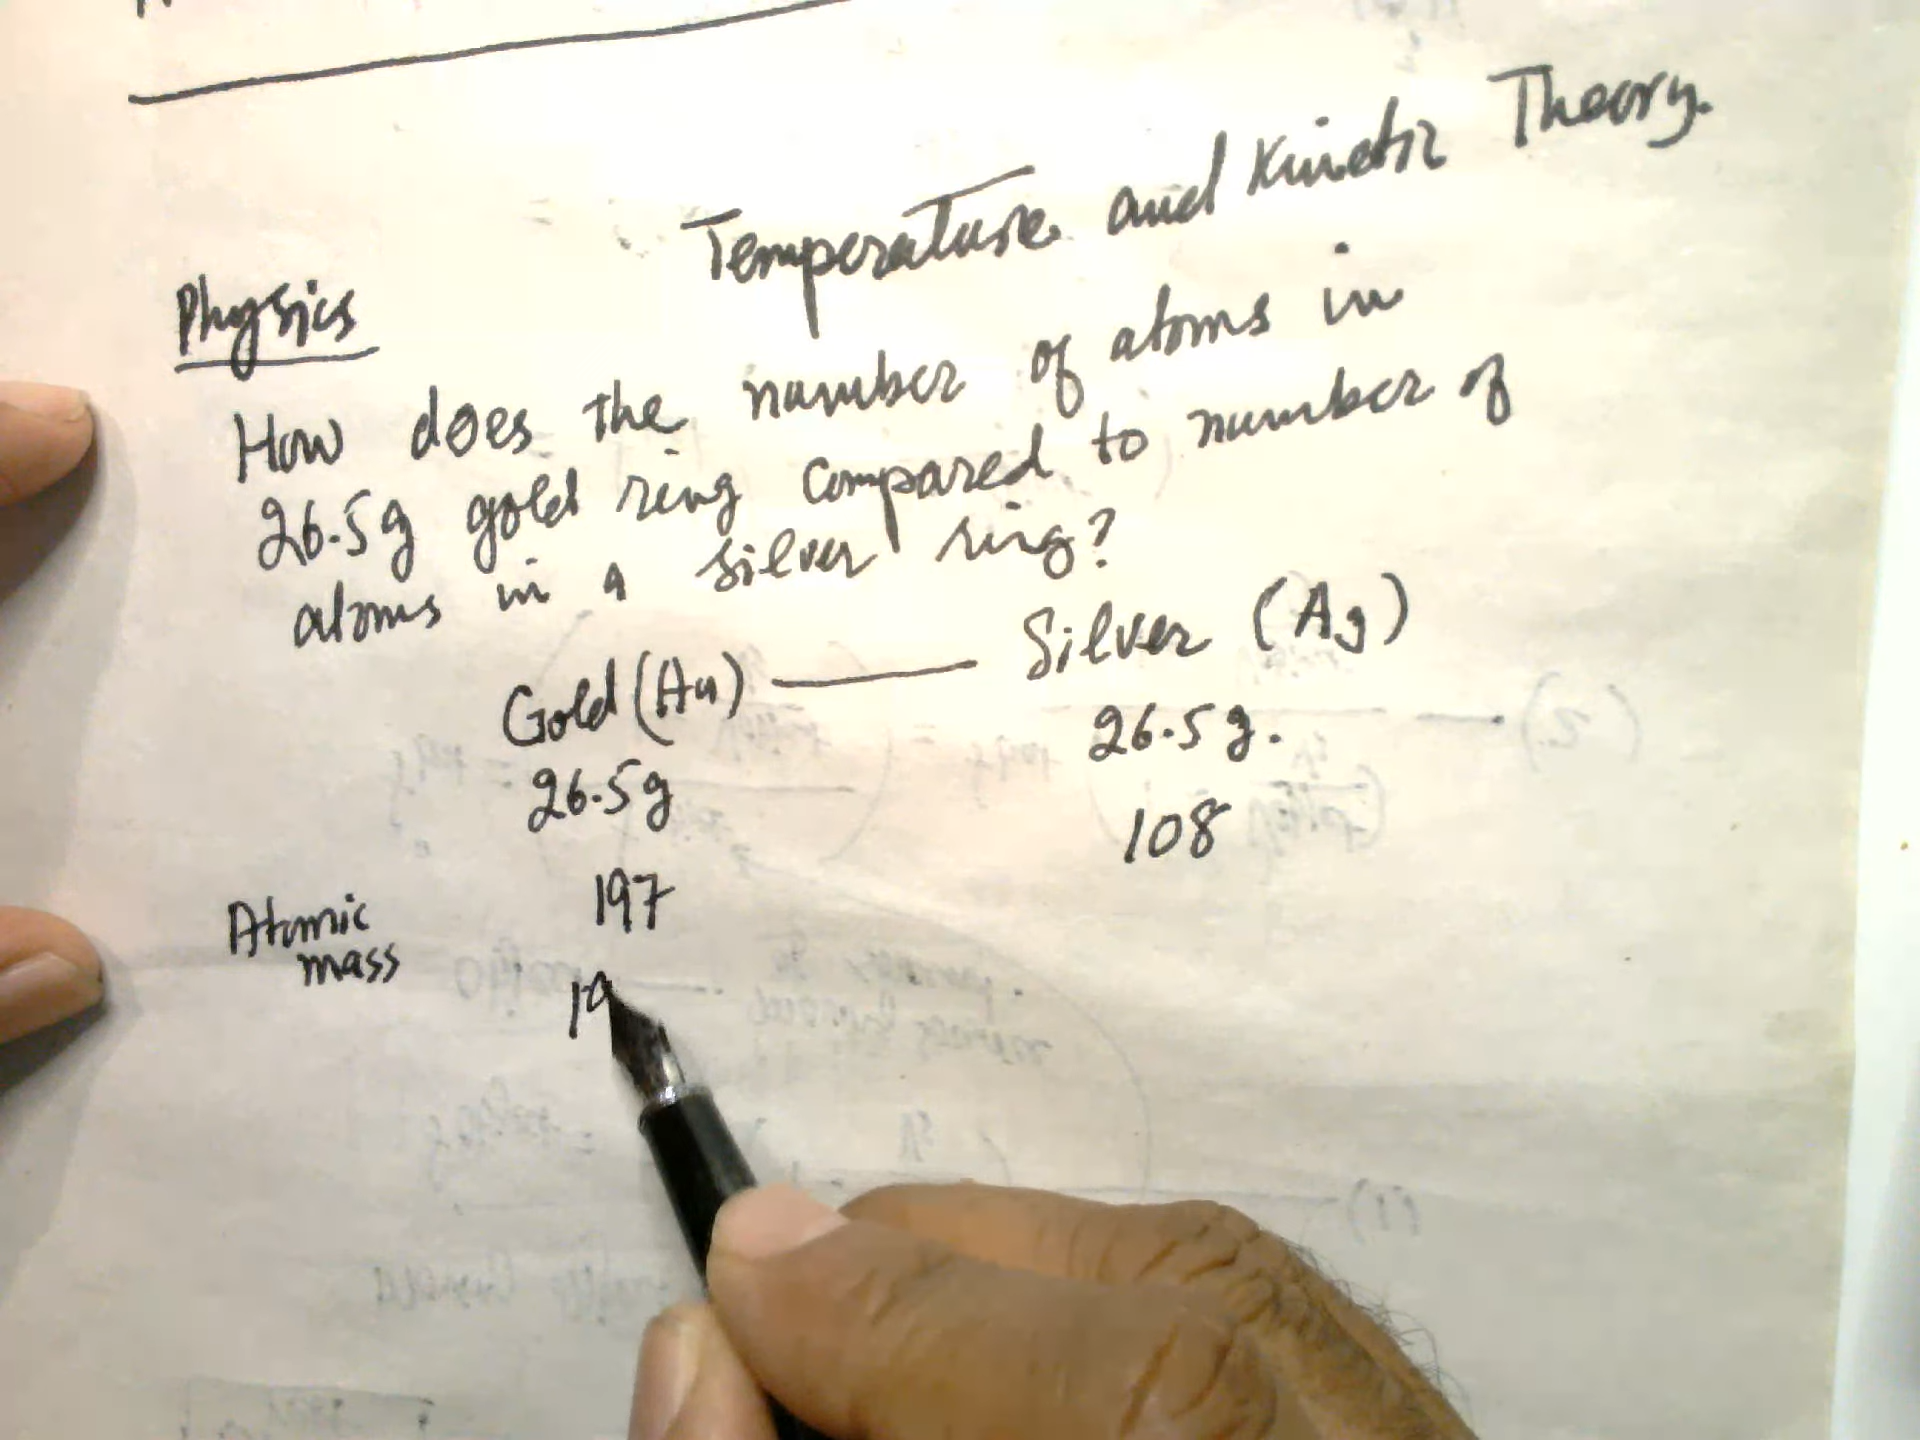 Temperature and Kinetic Theory.
Physics
How does the number of atoms in
26.5g gold ring compared to number of
atoms in a silver ring?
Gold (Au) — Silver (Ag)
26.5g 26.5g.
197 108
Atomic
mass
19